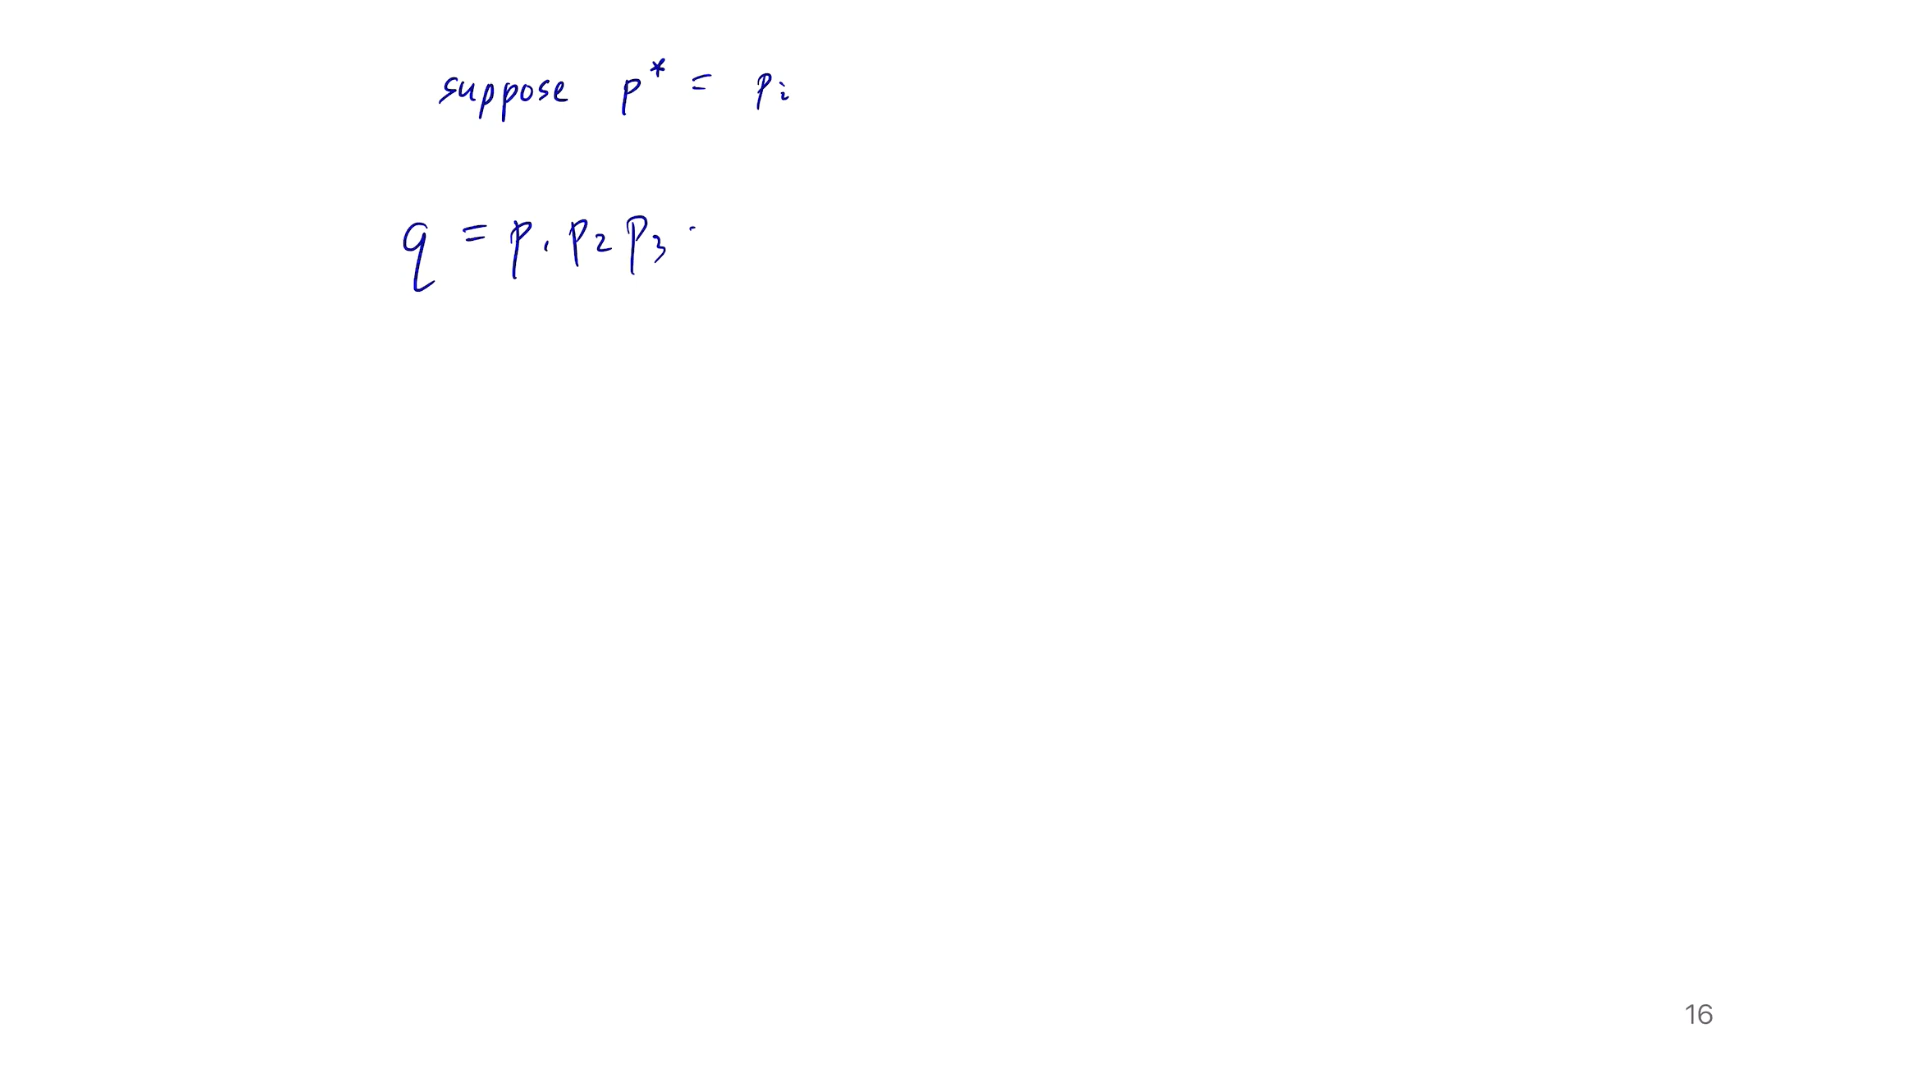 suppose p* = pᵢ
q = p₁ p₂ p₃ ·
16